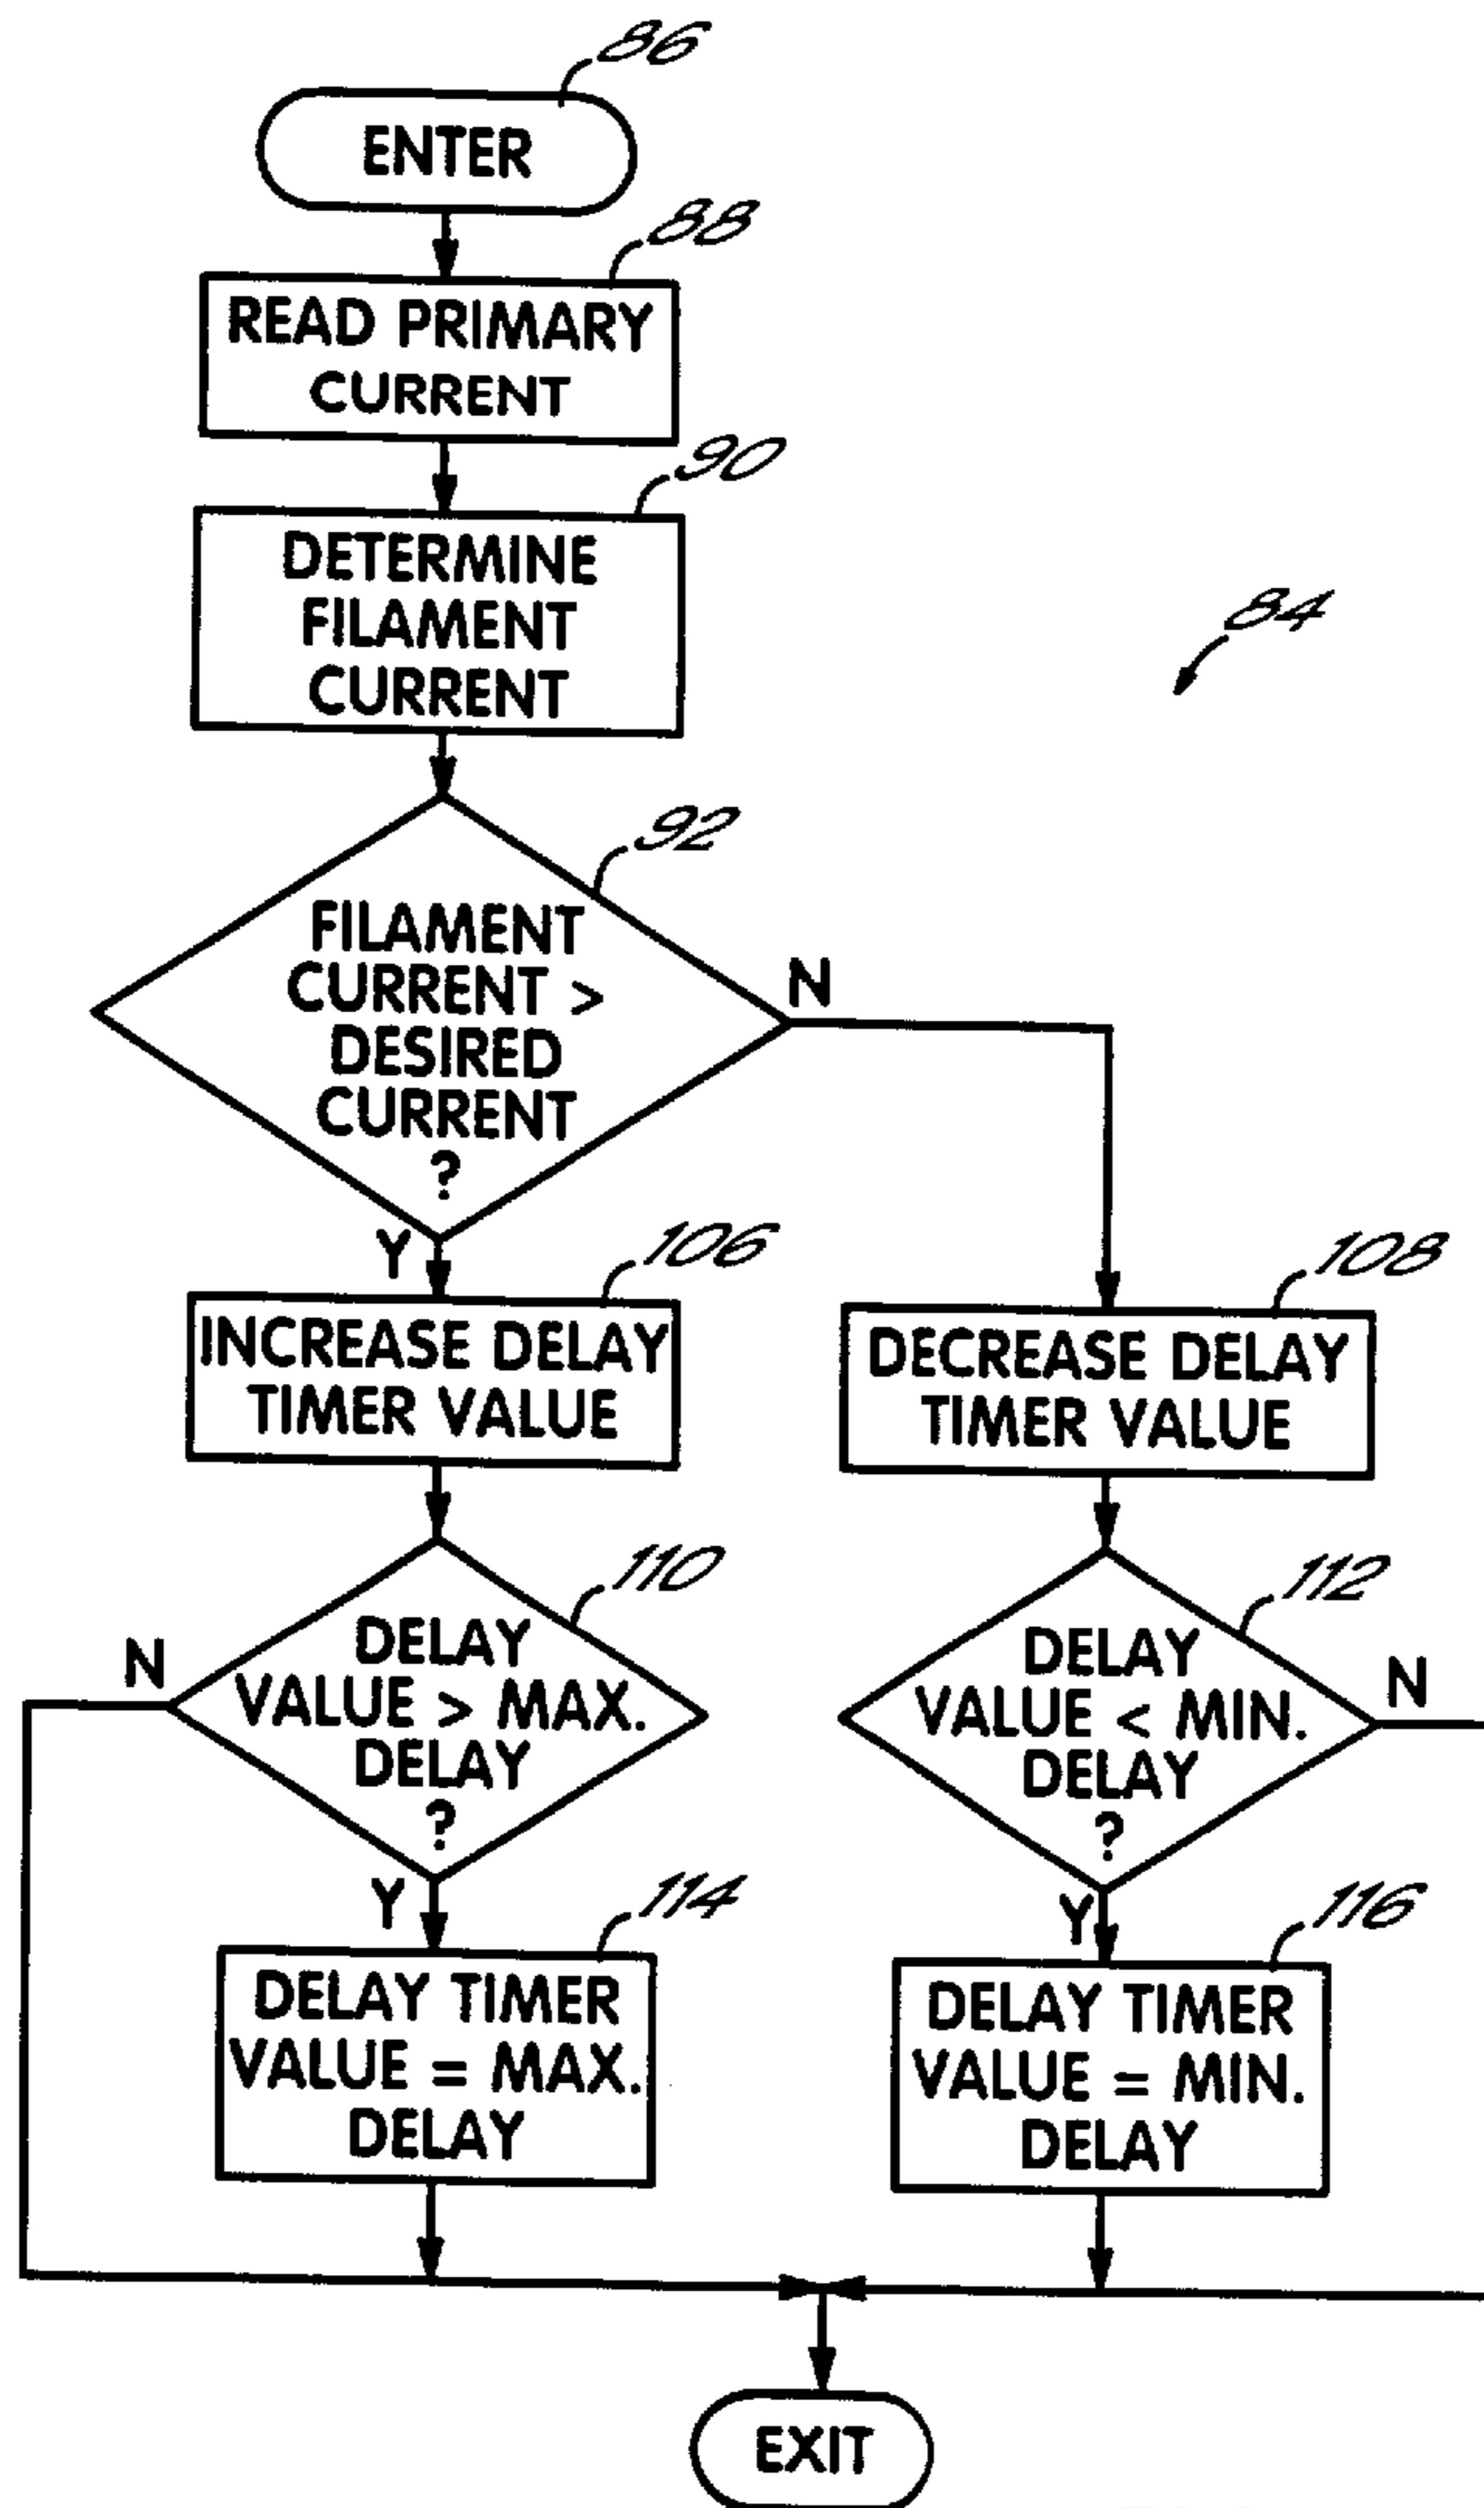 86
ENTER
88
READ PRIMARY
CURRENT
90
DETERMINE
FILAMENT
CURRENT
84
92
FILAMENT
CURRENT >
DESIRED
CURRENT
?
N
Y
106
INCREASE DELAY
TIMER VALUE
108
DECREASE DELAY
TIMER VALUE
110
DELAY
VALUE > MAX.
DELAY
?
N
Y
112
DELAY
VALUE < MIN.
DELAY
?
N
Y
114
DELAY TIMER
VALUE = MAX.
DELAY
116
DELAY TIMER
VALUE = MIN.
DELAY
EXIT